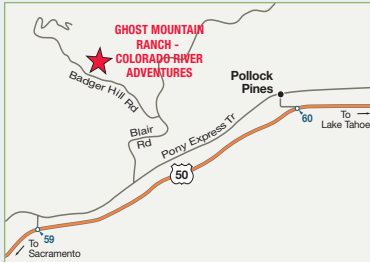 GHOST MOUNTAIN
RANCH -
COLORADO RIVER
ADVENTURES
Badger Hill Rd
Pollock
Pines
Blair
Rd
Pony Express Tr
60
To
Lake Tahoe
50
59
To
Sacramento